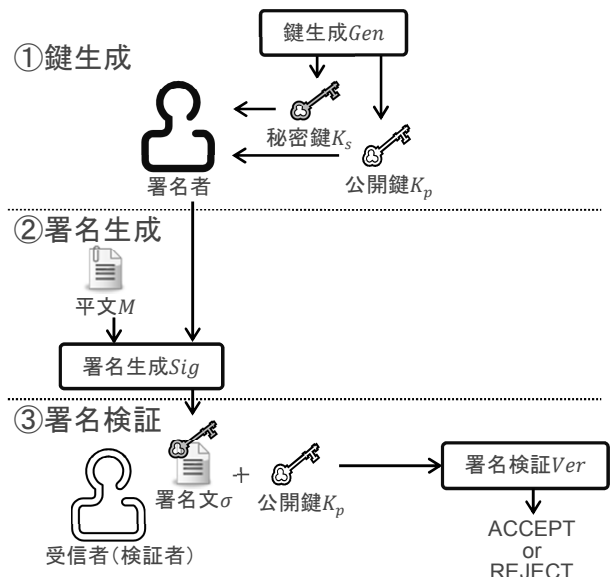 鍵生成Gen
①鍵生成
秘密鍵Ks
署名者
公開鍵Kp
②署名生成
平文M
署名生成Sig
③署名検証
署名文σ
+
公開鍵Kp
署名検証Ver
受信者(検証者)
ACCEPT
or
REJECT